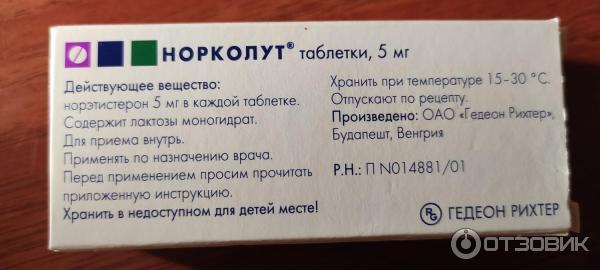 НОРКОЛУТ® таблетки, 5 мг
Действующее вещество:
норэтистерон 5 мг в каждой таблетке.
Содержит лактозы моногидрат.
Для приема внутрь.
Применять по назначению врача.
Перед применением просим прочитать
приложенную инструкцию.
Хранить в недоступном для детей месте!
Хранить при температуре 15–30 °C.
Отпускают по рецепту.
Произведено: ОАО «Гедеон Рихтер»,
Будапешт, Венгрия
Р.Н.: П N014881/01
RG ГЕДЕОН РИХТЕР
ОТЗОВИК